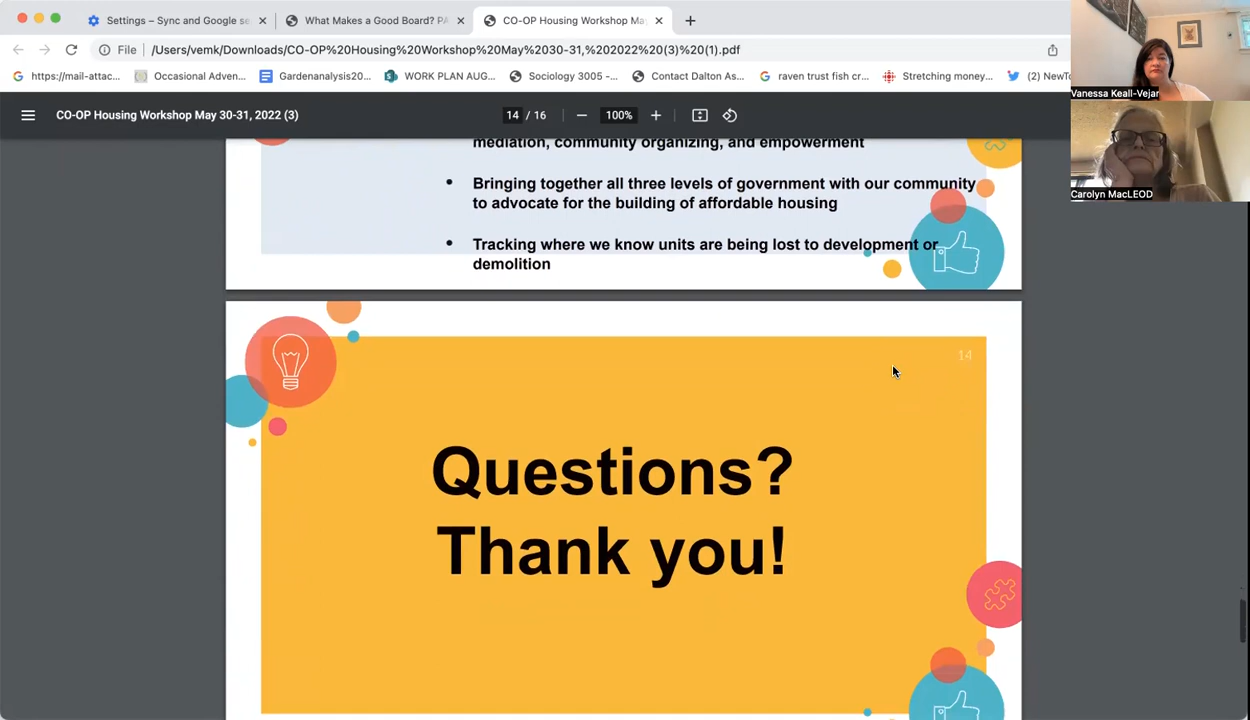 Settings – Sync and Google se
What Makes a Good Board? PA
CO-OP Housing Workshop Ma
File
/Users/vemk/Downloads/CO-OP%20Housing%20Workshop%20May%2030-31,%202022%20(3)%20(1).pdf
https://mail-attac...
Occasional Adven...
Gardenanalysis20...
WORK PLAN AUG...
Sociology 3005 -...
Contact Dalton As...
raven trust fish cr...
Stretching money...
(2) NewTo
Vanessa Keall-Vejar
CO-OP Housing Workshop May 30-31, 2022 (3)
14 / 16
100%
Carolyn MacLEOD
mediation, community organizing, and empowerment
• Bringing together all three levels of government with our community
to advocate for the building of affordable housing
• Tracking where we know units are being lost to development or
demolition
14
Questions?
Thank you!